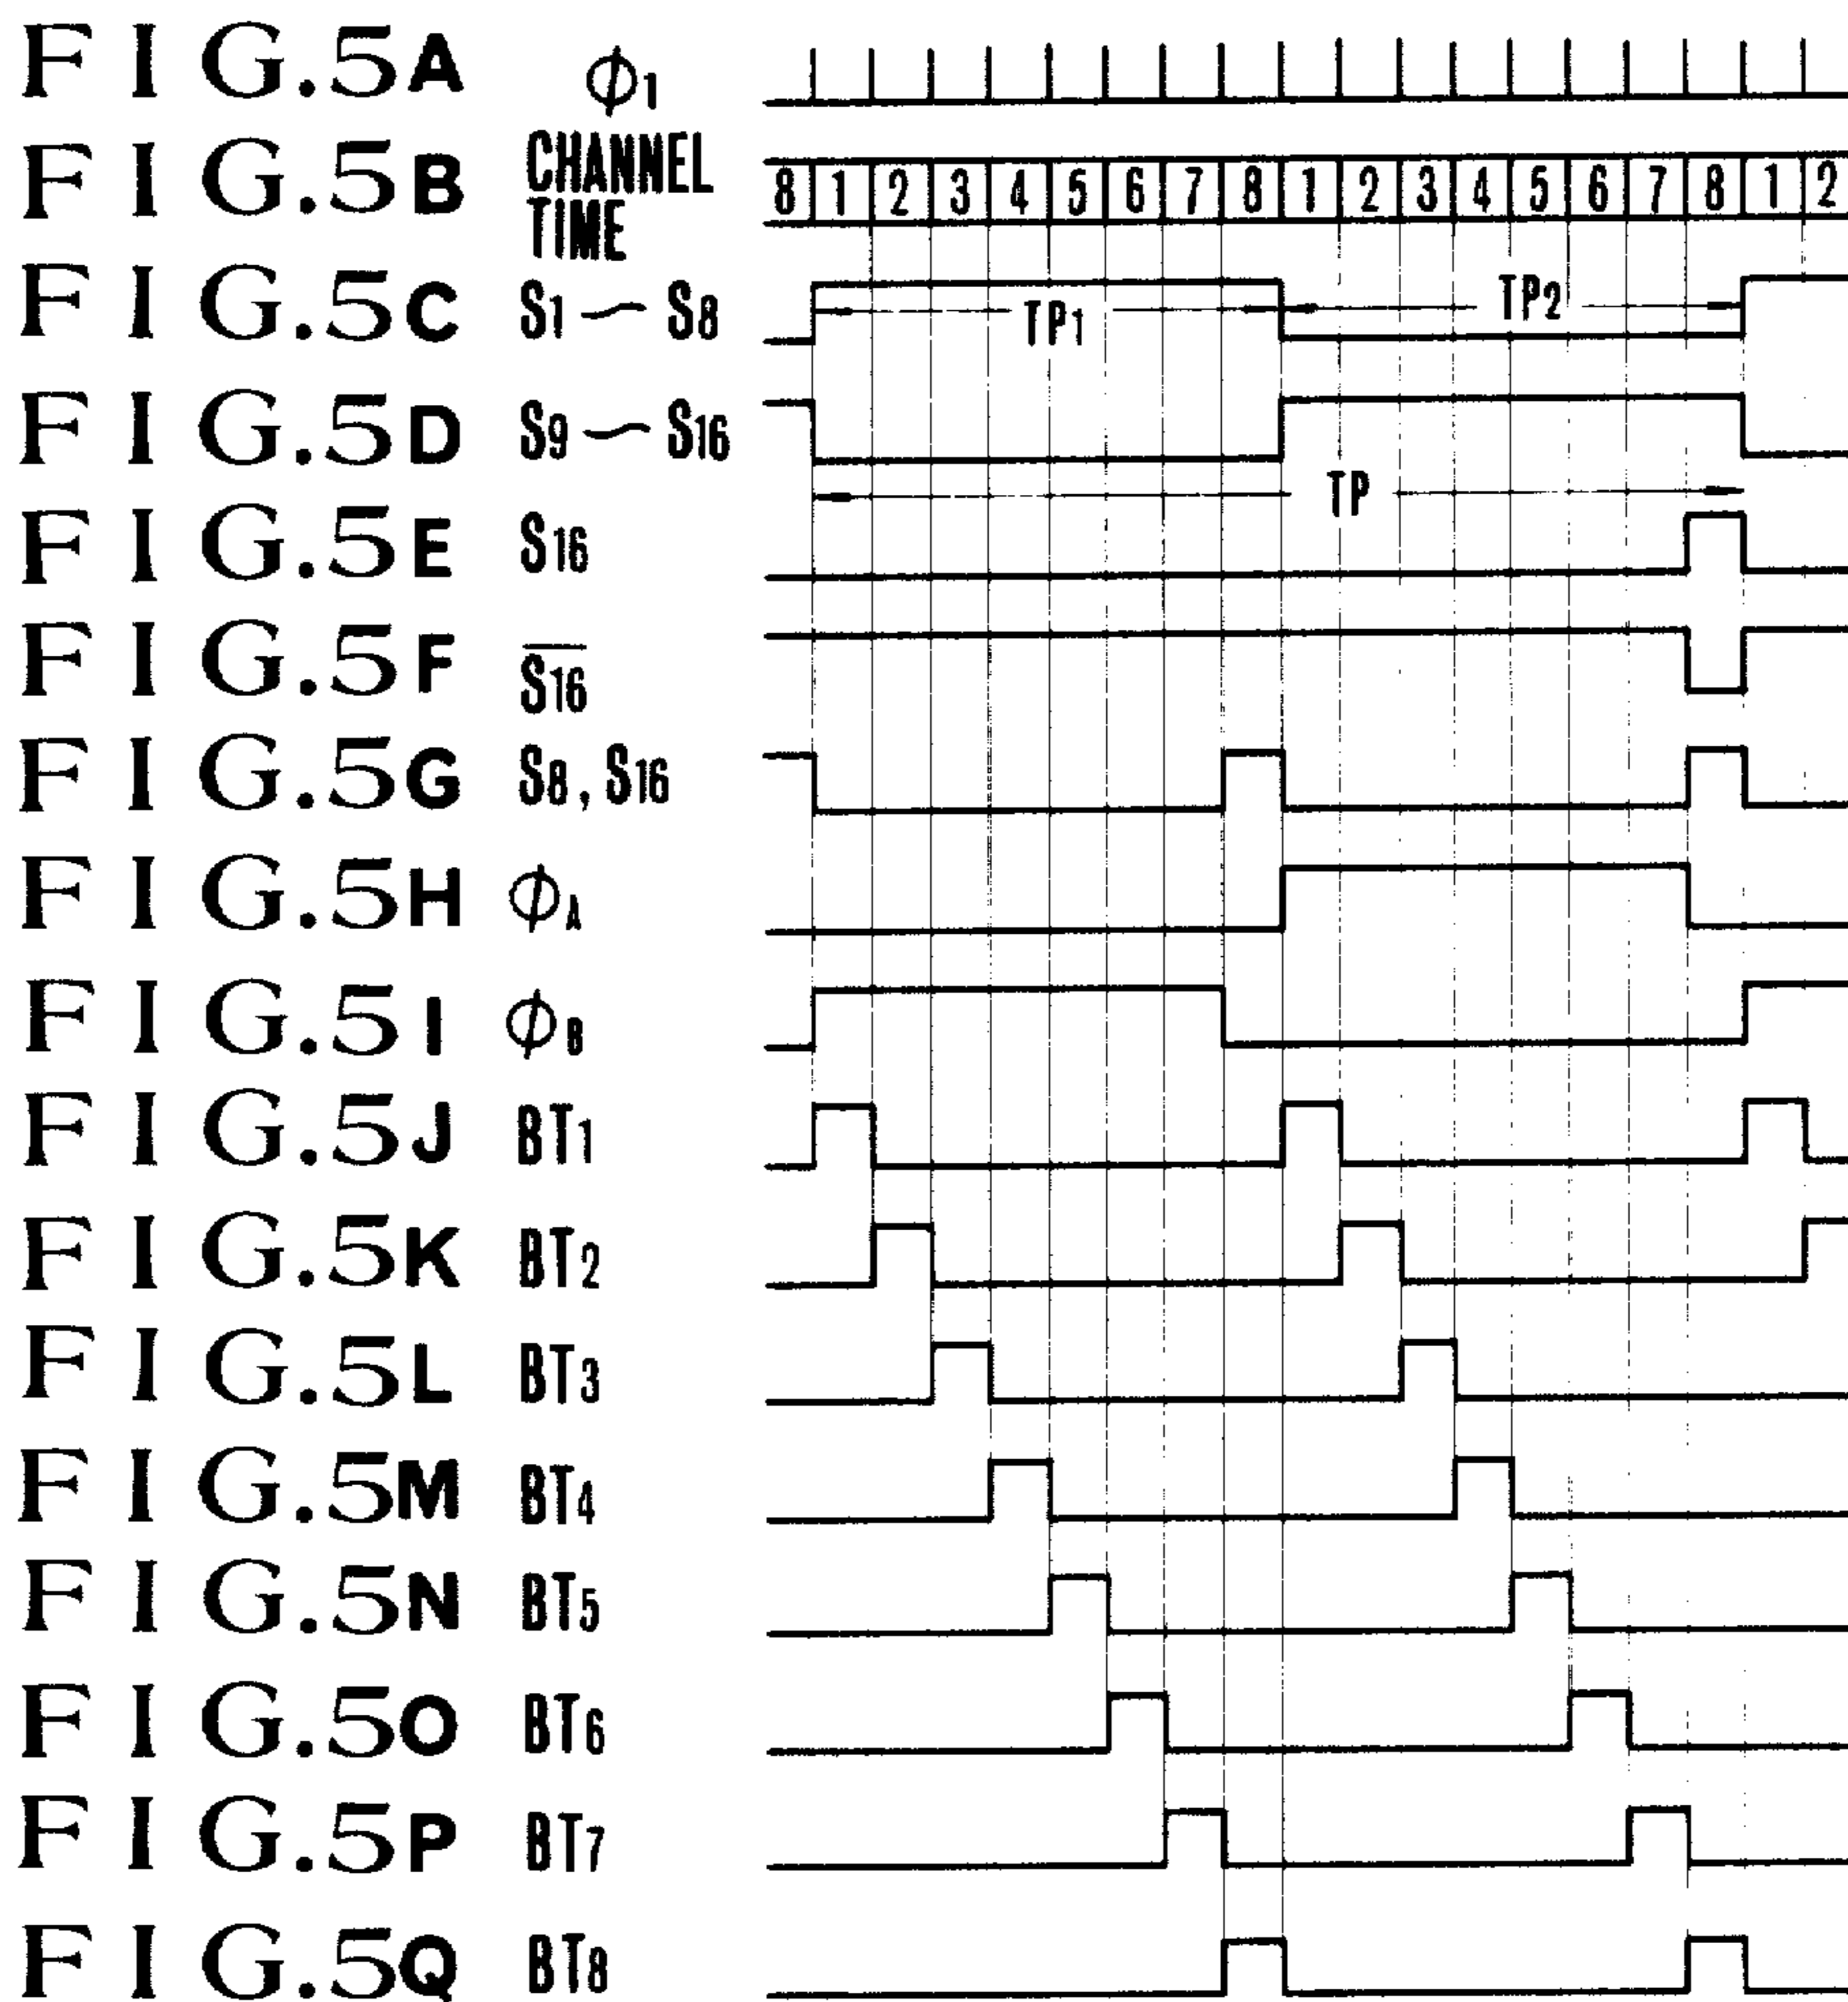 FIG.5A ϕ1
FIG.5B CHANNEL TIME 8 1 2 3 4 5 6 7 8 1 2 3 4 5 6 7 8 1 2
FIG.5C S1 ∼ S8 TP1 TP2
FIG.5D S9 ∼ S16
TP
FIG.5E S16
FIG.5F S̅1̅6̅
FIG.5G S8, S16
FIG.5H ϕA
FIG.5I ϕB
FIG.5J BT1
FIG.5K BT2
FIG.5L BT3
FIG.5M BT4
FIG.5N BT5
FIG.5O BT6
FIG.5P BT7
FIG.5Q BT8